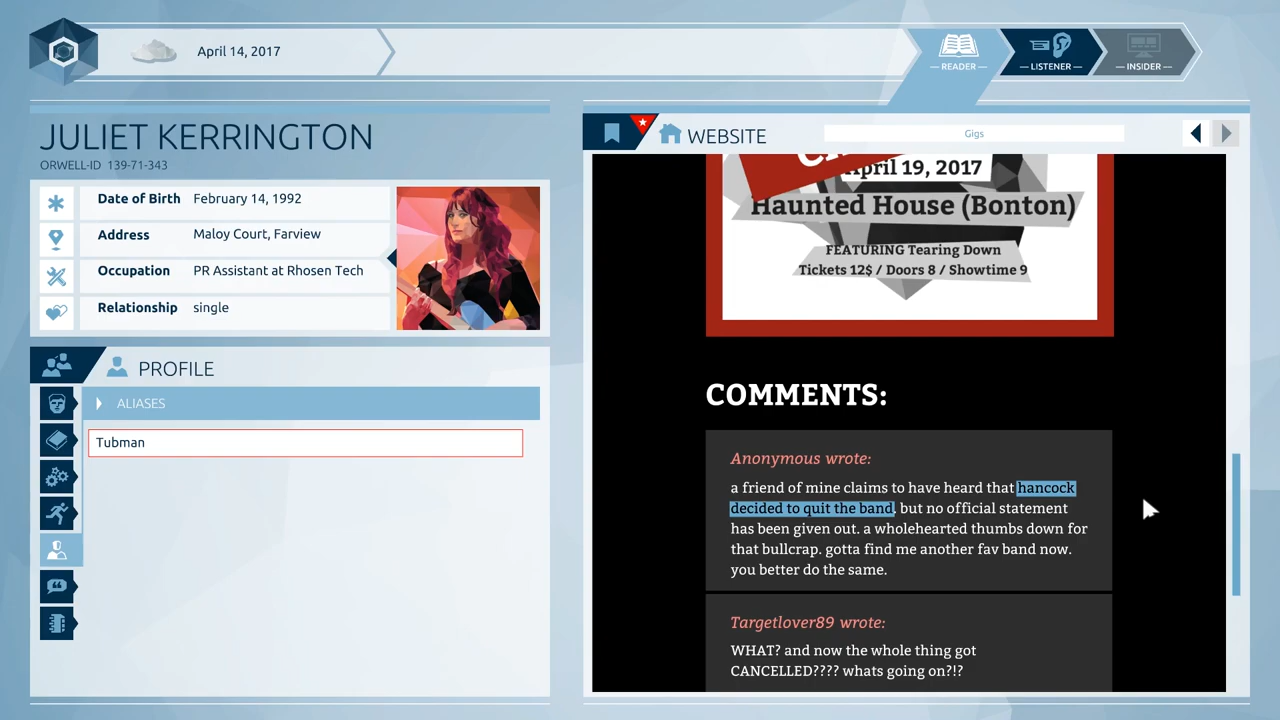 April 14, 2017
— READER —
— LISTENER —
— INSIDER —
JULIET KERRINGTON
ORWELL-ID 139-71-343
Date of Birth February 14, 1992
Address Maloy Court, Farview
Occupation PR Assistant at Rhosen Tech
Relationship single
PROFILE
ALIASES
Tubman
WEBSITE
Gigs
April 19, 2017
Haunted House (Bonton)
FEATURING Tearing Down
Tickets 12$ / Doors 8 / Showtime 9
COMMENTS:
Anonymous wrote:
a friend of mine claims to have heard that hancock
decided to quit the band. but no official statement
has been given out. a wholehearted thumbs down for
that bullcrap. gotta find me another fav band now.
you better do the same.
Targetlover89 wrote:
WHAT? and now the whole thing got
CANCELLED???? whats going on?!?